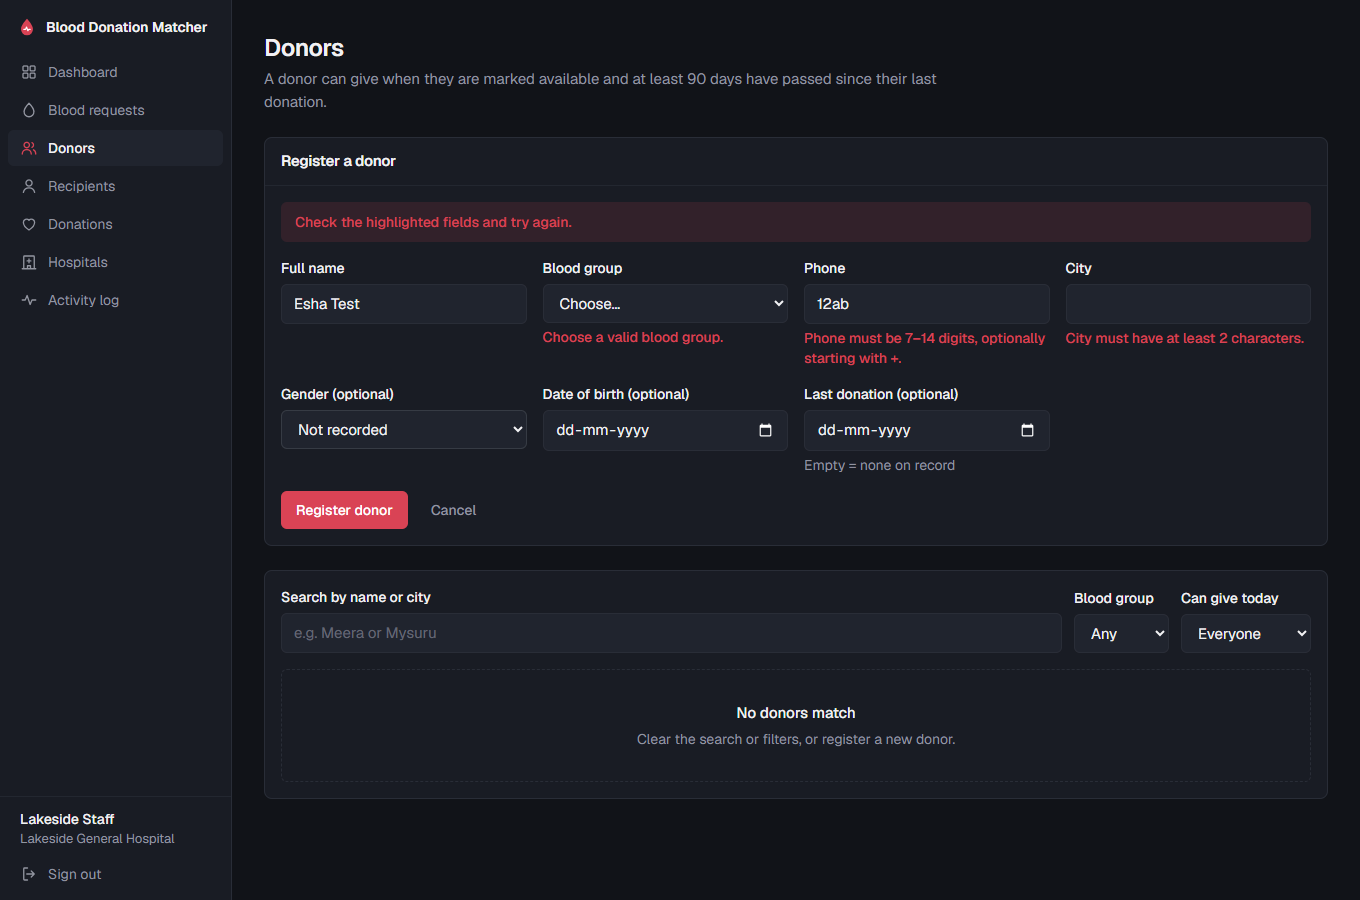 Blood Donation Matcher
Dashboard
Blood requests
Donors
Recipients
Donations
Hospitals
Activity log
Lakeside Staff
Lakeside General Hospital
Sign out
Donors
A donor can give when they are marked available and at least 90 days have passed since their last
donation.
Register a donor
Check the highlighted fields and try again.
Full name
Esha Test
Blood group
Choose...
Choose a valid blood group.
Phone
12ab
Phone must be 7–14 digits, optionally
starting with +.
City
City must have at least 2 characters.
Gender (optional)
Not recorded
Date of birth (optional)
dd-mm-yyyy
Last donation (optional)
dd-mm-yyyy
Empty = none on record
Register donor
Cancel
Search by name or city
e.g. Meera or Mysuru
Blood group
Any
Can give today
Everyone
No donors match
Clear the search or filters, or register a new donor.